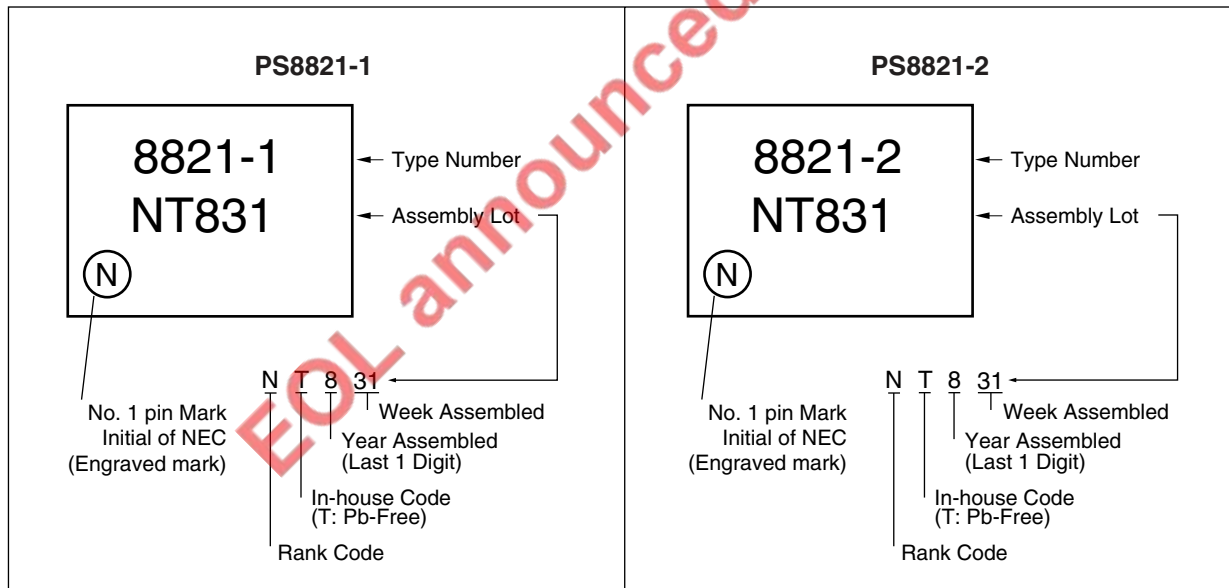 PS8821-1
8821-1
NT831
N
Type Number
Assembly Lot
N T 8 31
No. 1 pin Mark
Initial of NEC
(Engraved mark)
Week Assembled
Year Assembled
(Last 1 Digit)
In-house Code
(T: Pb-Free)
Rank Code
PS8821-2
8821-2
NT831
N
Type Number
Assembly Lot
N T 8 31
No. 1 pin Mark
Initial of NEC
(Engraved mark)
Week Assembled
Year Assembled
(Last 1 Digit)
In-house Code
(T: Pb-Free)
Rank Code
EOL announced